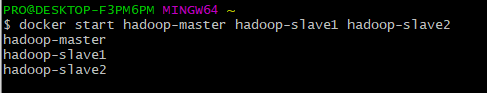 PRO@DESKTOP-F3PM6PM MINGW64 ~
$ docker start hadoop-master hadoop-slave1 hadoop-slave2
hadoop-master
hadoop-slave1
hadoop-slave2